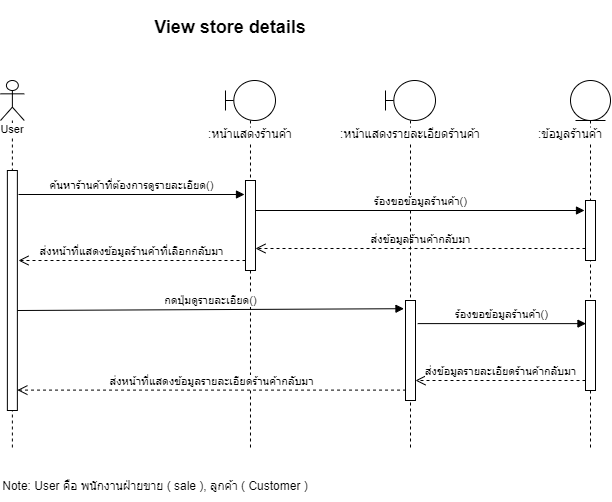 View store details
User
:หน้าแสดงร้านค้า
:หน้าแสดงรายละเอียดร้านค้า
:ข้อมูลร้านค้า
ค้นหาร้านค้าที่ต้องการดูรายละเอียด()
ร้องขอข้อมูลร้านค้า()
ส่งข้อมูลร้านค้ากลับมา
ส่งหน้าที่แสดงข้อมูลร้านค้าที่เลือกกลับมา
กดปุ่มดูรายละเอียด()
ร้องขอข้อมูลร้านค้า()
ส่งข้อมูลรายละเอียดร้านค้ากลับมา
ส่งหน้าที่แสดงข้อมูลรายละเอียดร้านค้ากลับมา
Note: User คือ พนักงานฝ่ายขาย ( sale ), ลูกค้า ( Customer )